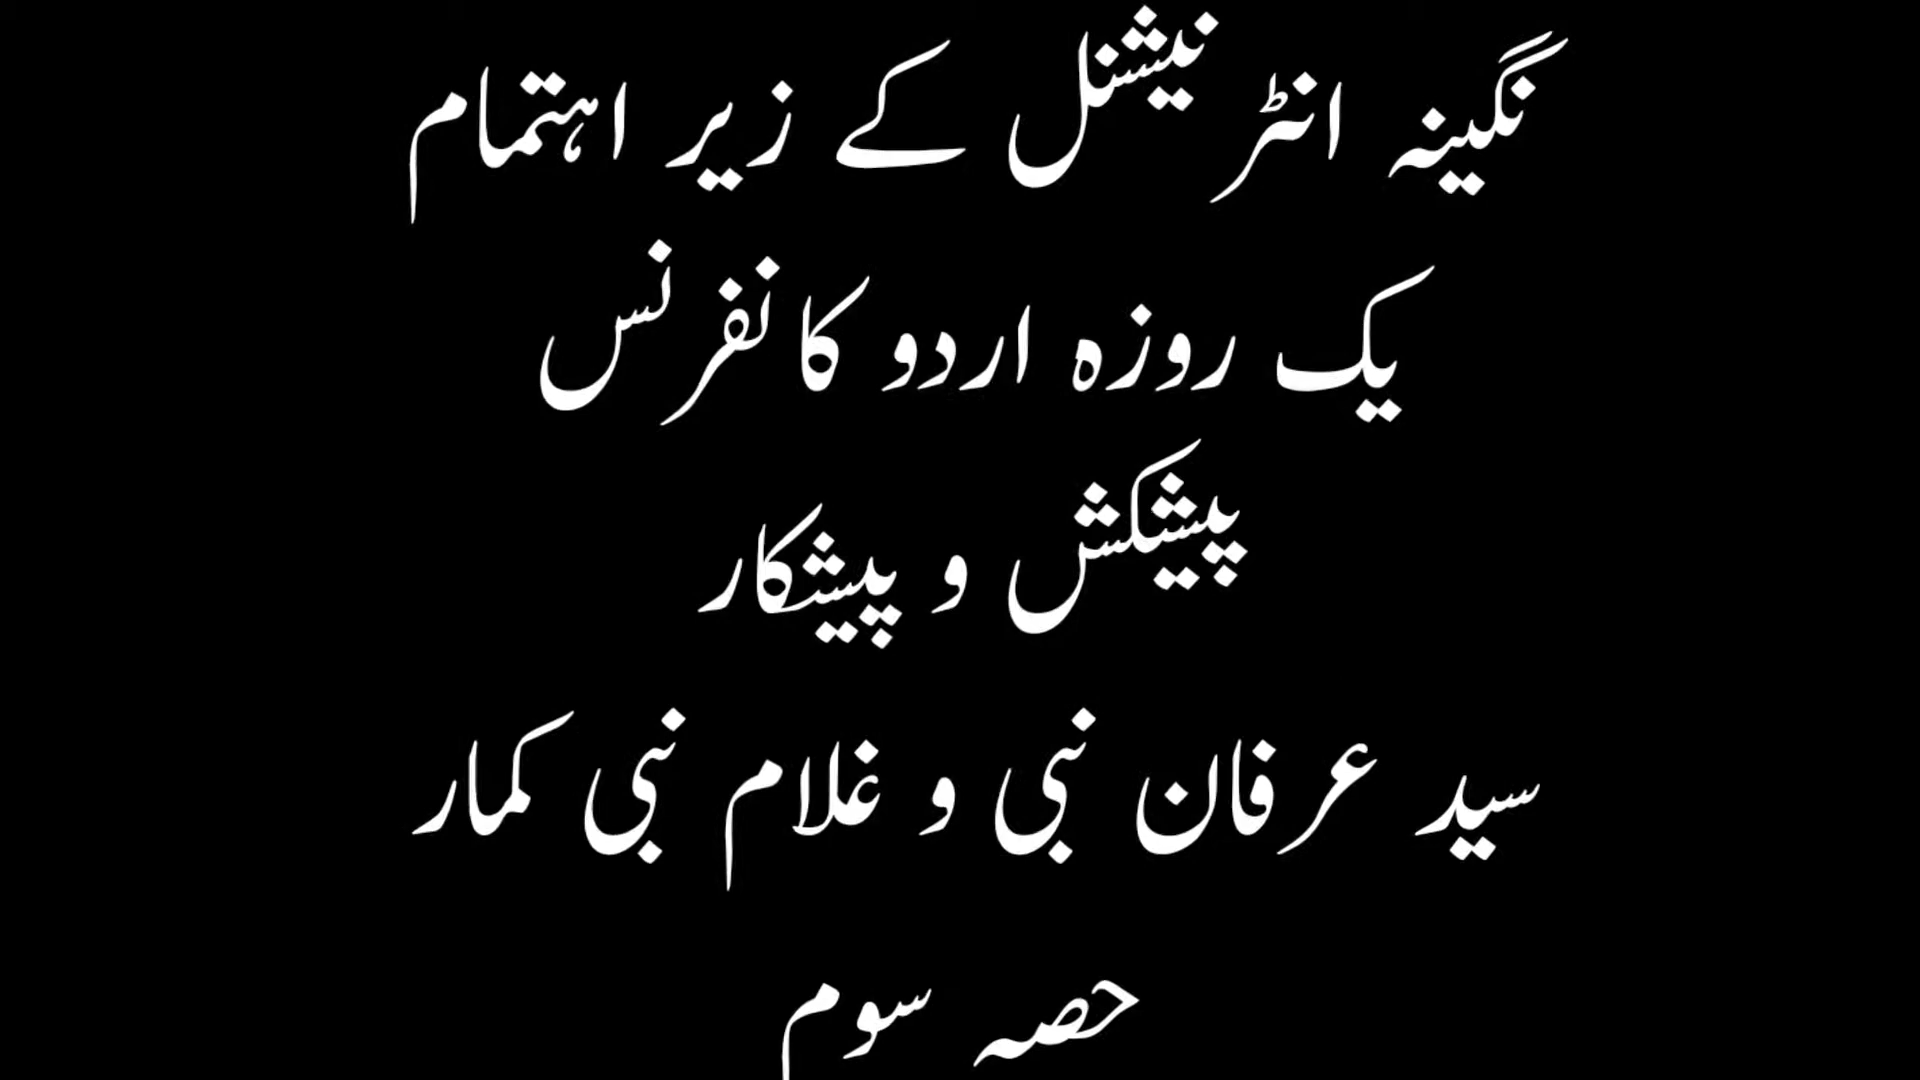 نگینہ انٹر نیشنل کے زیر اہتمام
یک روزہ اردو کانفرنس
پیشکش و پیشکار
سید عرفان نبی و غلام نبی کمار
حصہ سوم